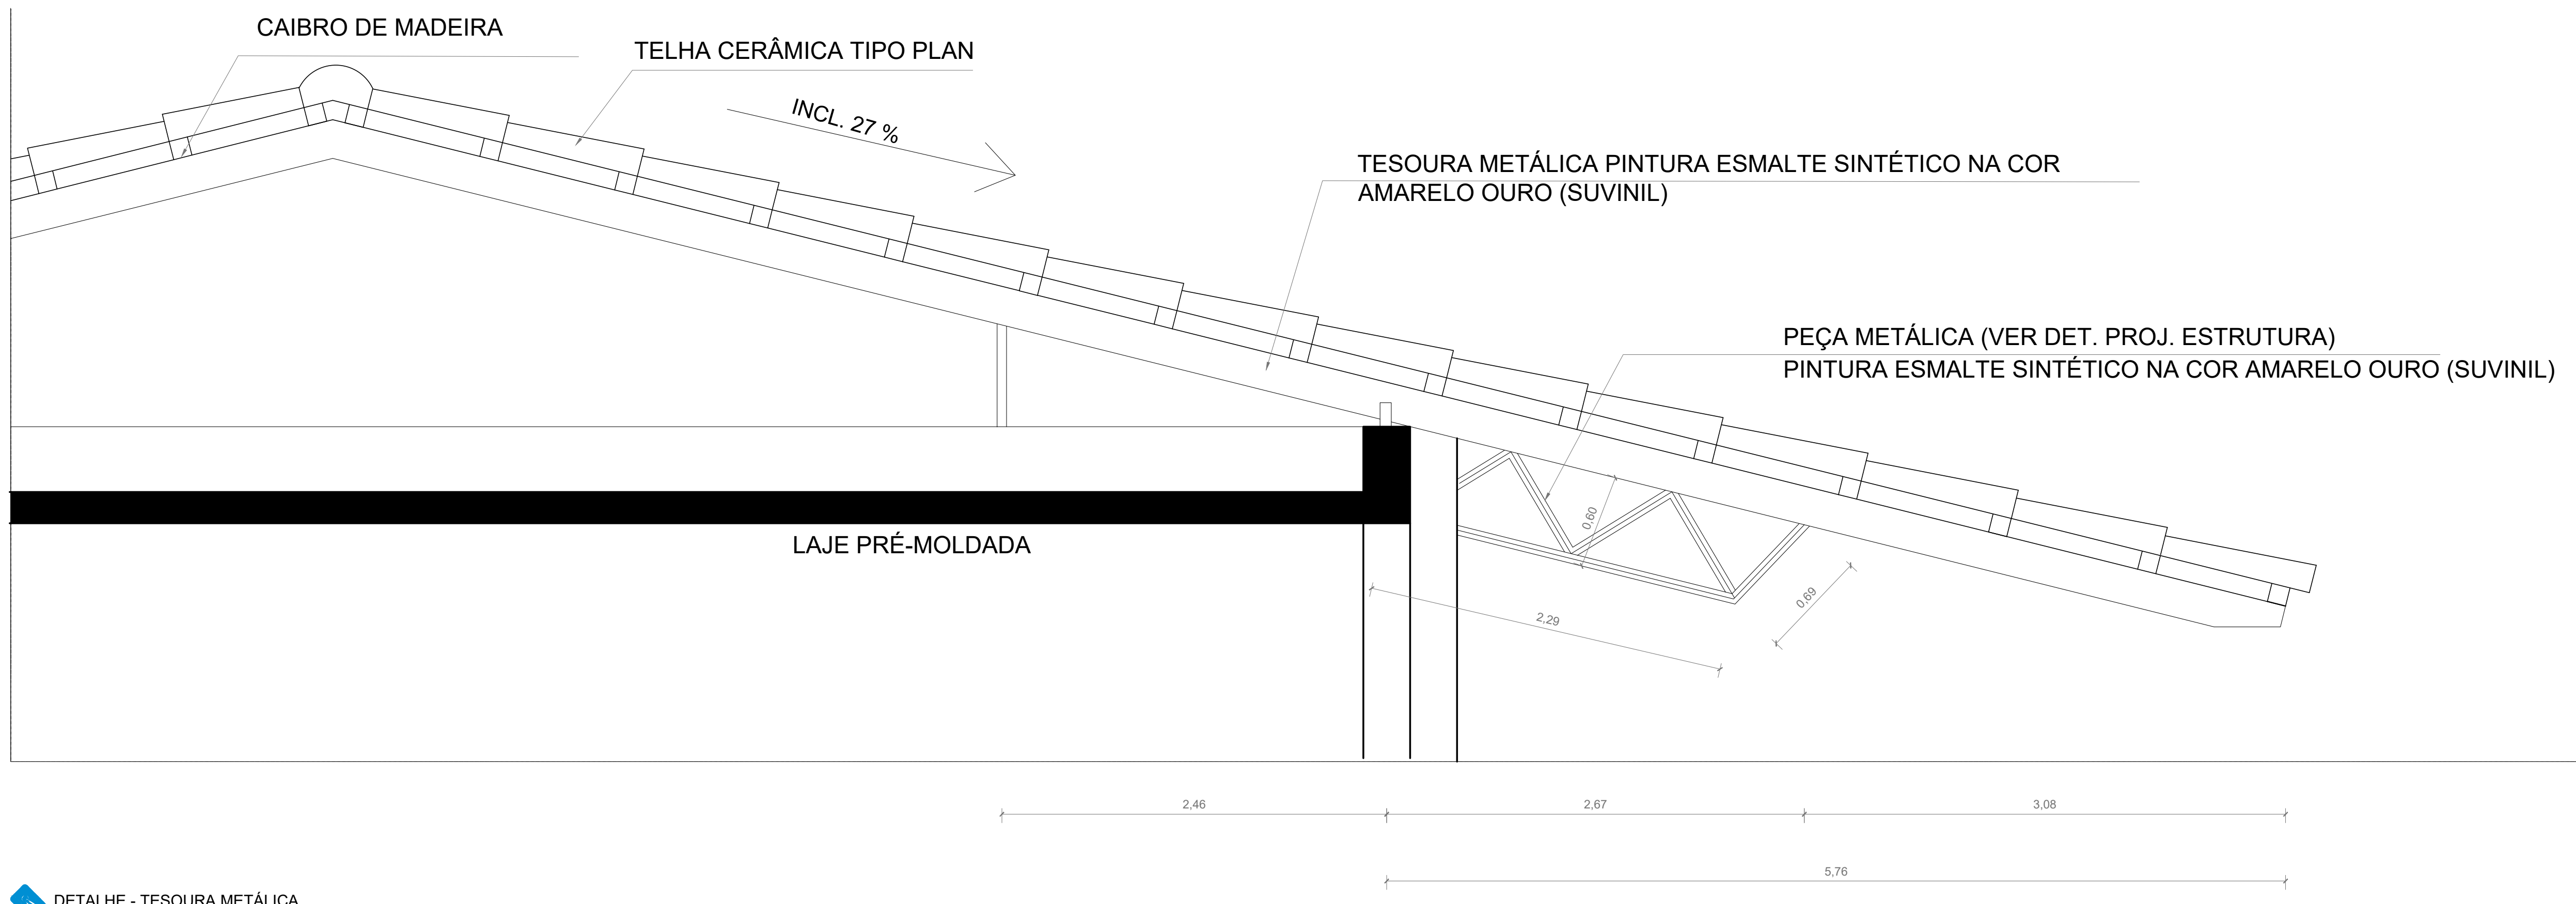 CAIBRO DE MADEIRA
TELHA CERÂMICA TIPO PLAN
INCL. 27 %
TESOURA METÁLICA PINTURA ESMALTE SINTÉTICO NA COR
AMARELO OURO (SUVINIL)
PEÇA METÁLICA (VER DET. PROJ. ESTRUTURA)
PINTURA ESMALTE SINTÉTICO NA COR AMARELO OURO (SUVINIL)
0,60
LAJE PRÉ-MOLDADA
0,69
2,29
2,46
2,67
3,08
5,76
DETALHE - TESOURA METÁLICA